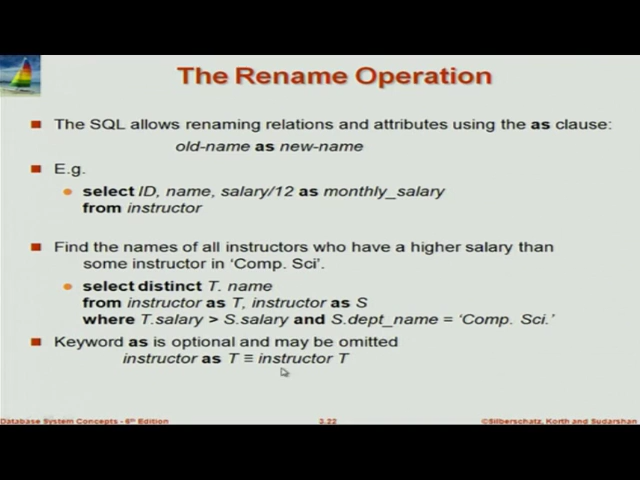 The Rename Operation
The SQL allows renaming relations and attributes using the as clause:
old-name as new-name
E.g.
select ID, name, salary/12 as monthly_salary
from instructor
Find the names of all instructors who have a higher salary than
some instructor in ‘Comp. Sci’.
select distinct T. name
from instructor as T, instructor as S
where T.salary > S.salary and S.dept_name = ‘Comp. Sci.’
Keyword as is optional and may be omitted
instructor as T ≡ instructor T
Database System Concepts - 6th Edition
3.22
©Silberschatz, Korth and Sudarshan